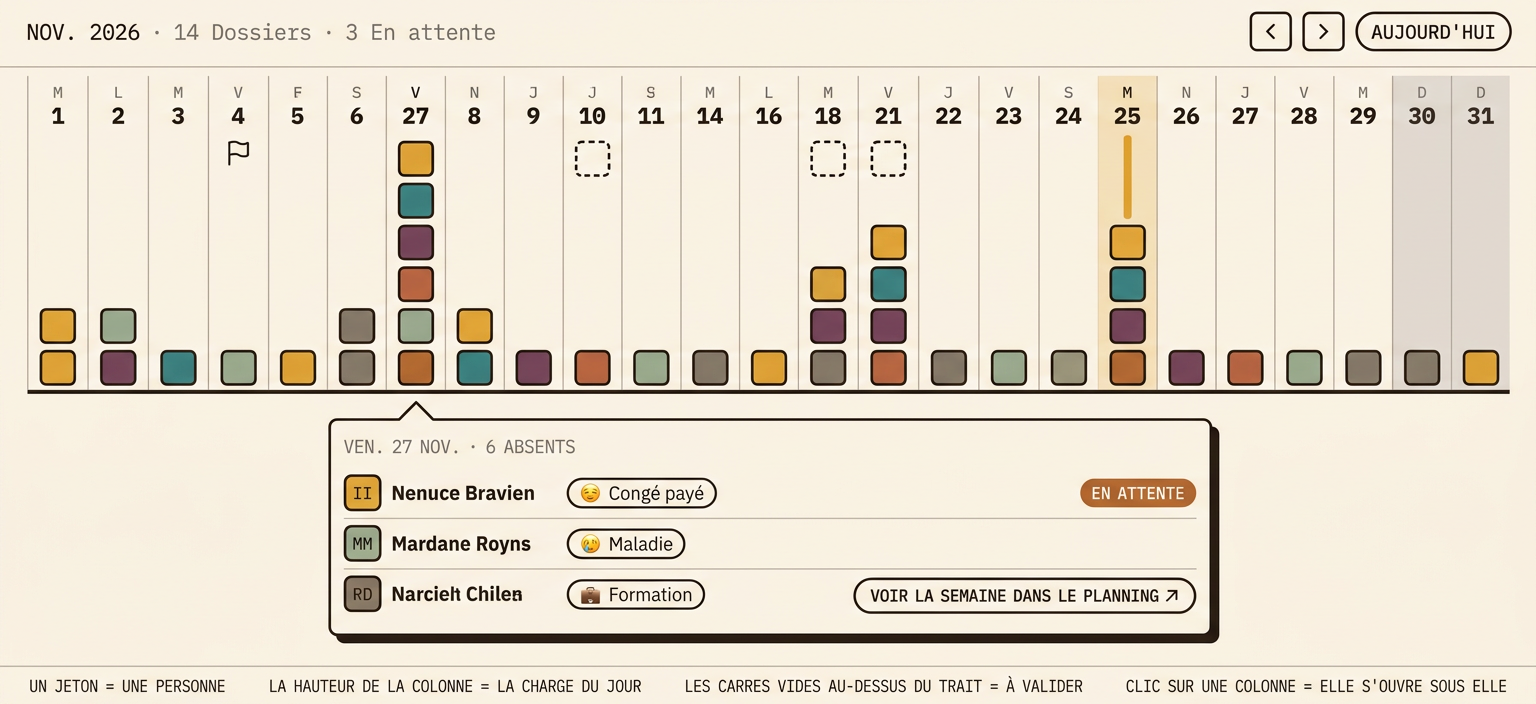 NOV. 2026 · 14 Dossiers · 3 En attente
AUJOURD'HUI
M L M V F S V N J J S M L M V J V S M N J V M D D
1 2 3 4 5 6 27 8 9 10 11 14 16 18 21 22 23 24 25 26 27 28 29 30 31
VEN. 27 NOV. · 6 ABSENTS
II Nenuce Bravien Congé payé EN ATTENTE
MM Mardane Royns Maladie
RD Narcielt Chilen Formation VOIR LA SEMAINE DANS LE PLANNING
UN JETON = UNE PERSONNE LA HAUTEUR DE LA COLONNE = LA CHARGE DU JOUR LES CARRES VIDES AU-DESSUS DU TRAIT = À VALIDER CLIC SUR UNE COLONNE = ELLE S'OUVRE SOUS ELLE